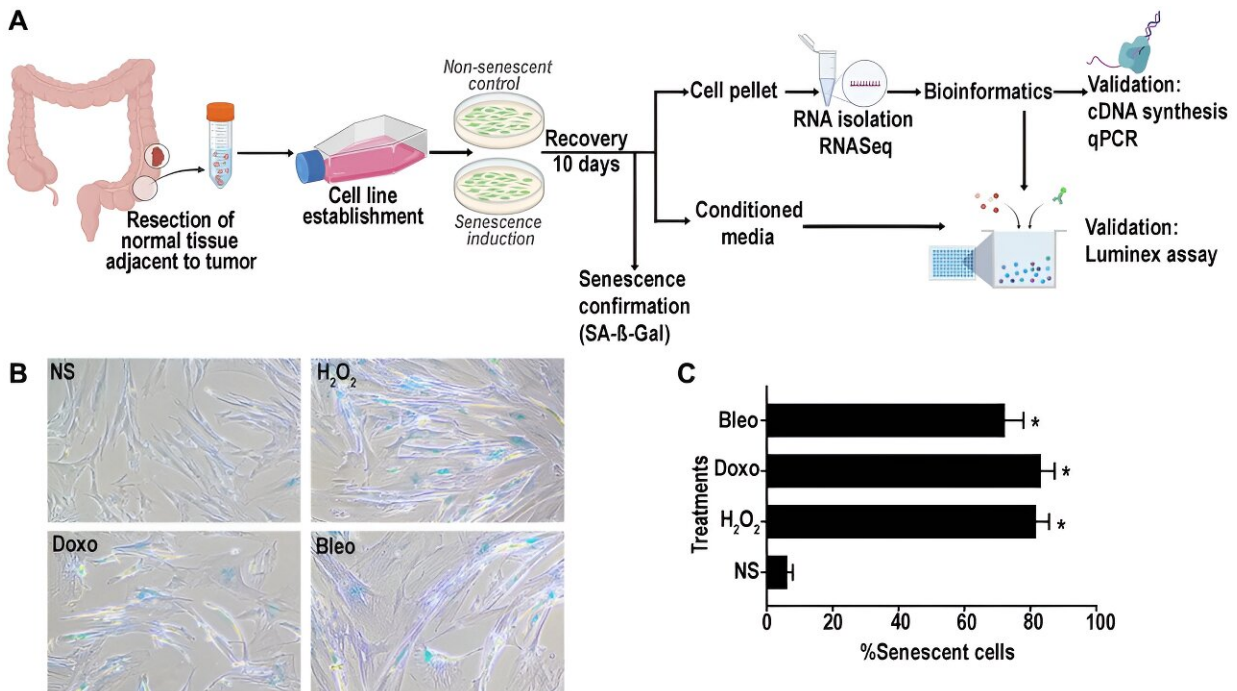 A
Resection of
normal tissue
adjacent to tumor
Cell line
establishment
Non-senescent
control
Senescence
induction
Recovery
10 days
Senescence
confirmation
(SA-ß-Gal)
Cell pellet
RNA isolation
RNASeq
Bioinformatics
Validation:
cDNA synthesis
qPCR
Conditioned
media
Validation:
Luminex assay
B
NS
H₂O₂
Doxo
Bleo
C
Treatments
Bleo
*
Doxo
*
H₂O₂
*
NS
0 20 40 60 80 100
%Senescent cells